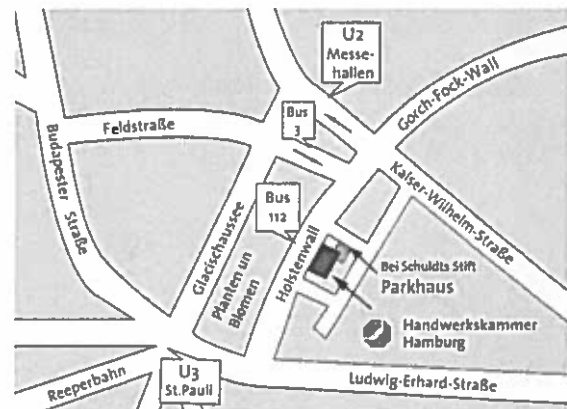 U2
Messe-
hallen
Gorch-Fock-Wall
Bus
3
Feldstraße
Budapester Straße
Kaiser-Wilhelm-Straße
Bus
112
Glacischaussee
Holstenwall
Planten un
Blomen
Bei Schuldts Stift
Parkhaus
Handwerkskammer
Hamburg
U3
St.Pauli
Reeperbahn
Ludwig-Erhard-Straße